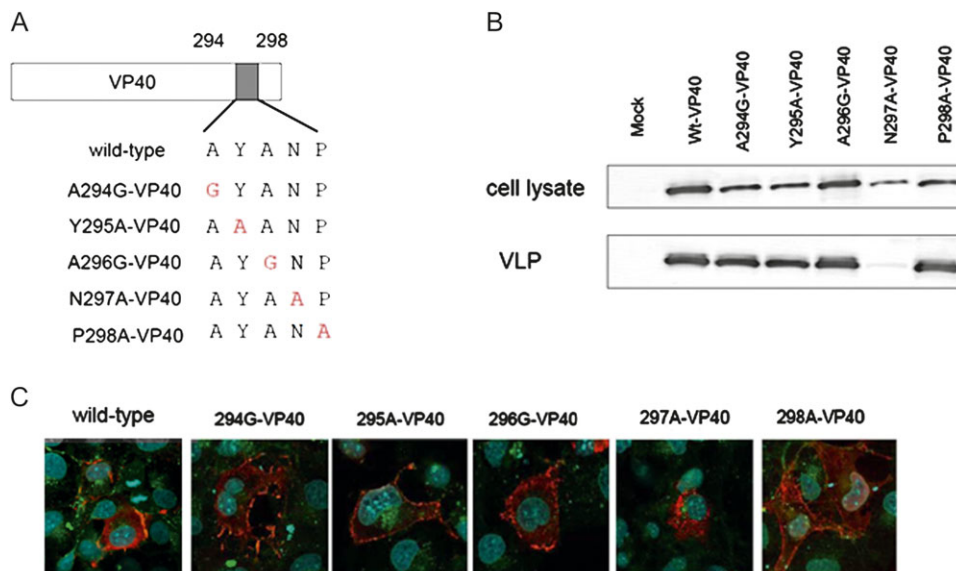 A
294 298
VP40
wild-type A Y A N P
A294G-VP40 G Y A N P
Y295A-VP40 A A A N P
A296G-VP40 A Y G N P
N297A-VP40 A Y A A P
P298A-VP40 A Y A N A
B
Mock
Wt-VP40
A294G-VP40
Y295A-VP40
A296G-VP40
N297A-VP40
P298A-VP40
cell lysate
VLP
C
wild-type 294G-VP40 295A-VP40 296G-VP40 297A-VP40 298A-VP40